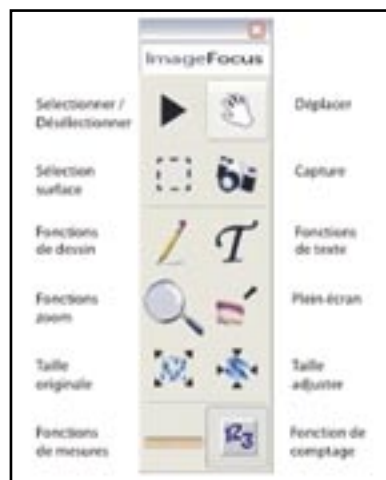 ImageFocus
Sélectionner /
Désélectionner
Déplacer
Sélection
surface
Capture
Fonctions
de dessin
T
Fonctions
de texte
Fonctions
zoom
Plein-écran
Taille
originale
Taille
adjuster
Fonctions
de mesures
123
Fonction de
comptage